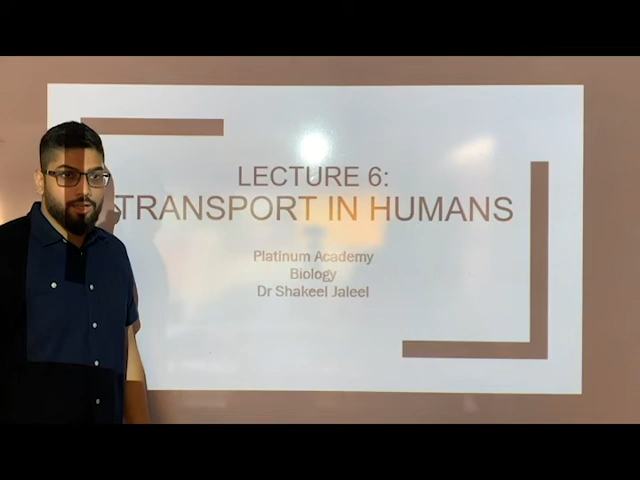 LECTURE 6:
TRANSPORT IN HUMANS
Platinum Academy
Biology
Dr Shakeel Jaleel